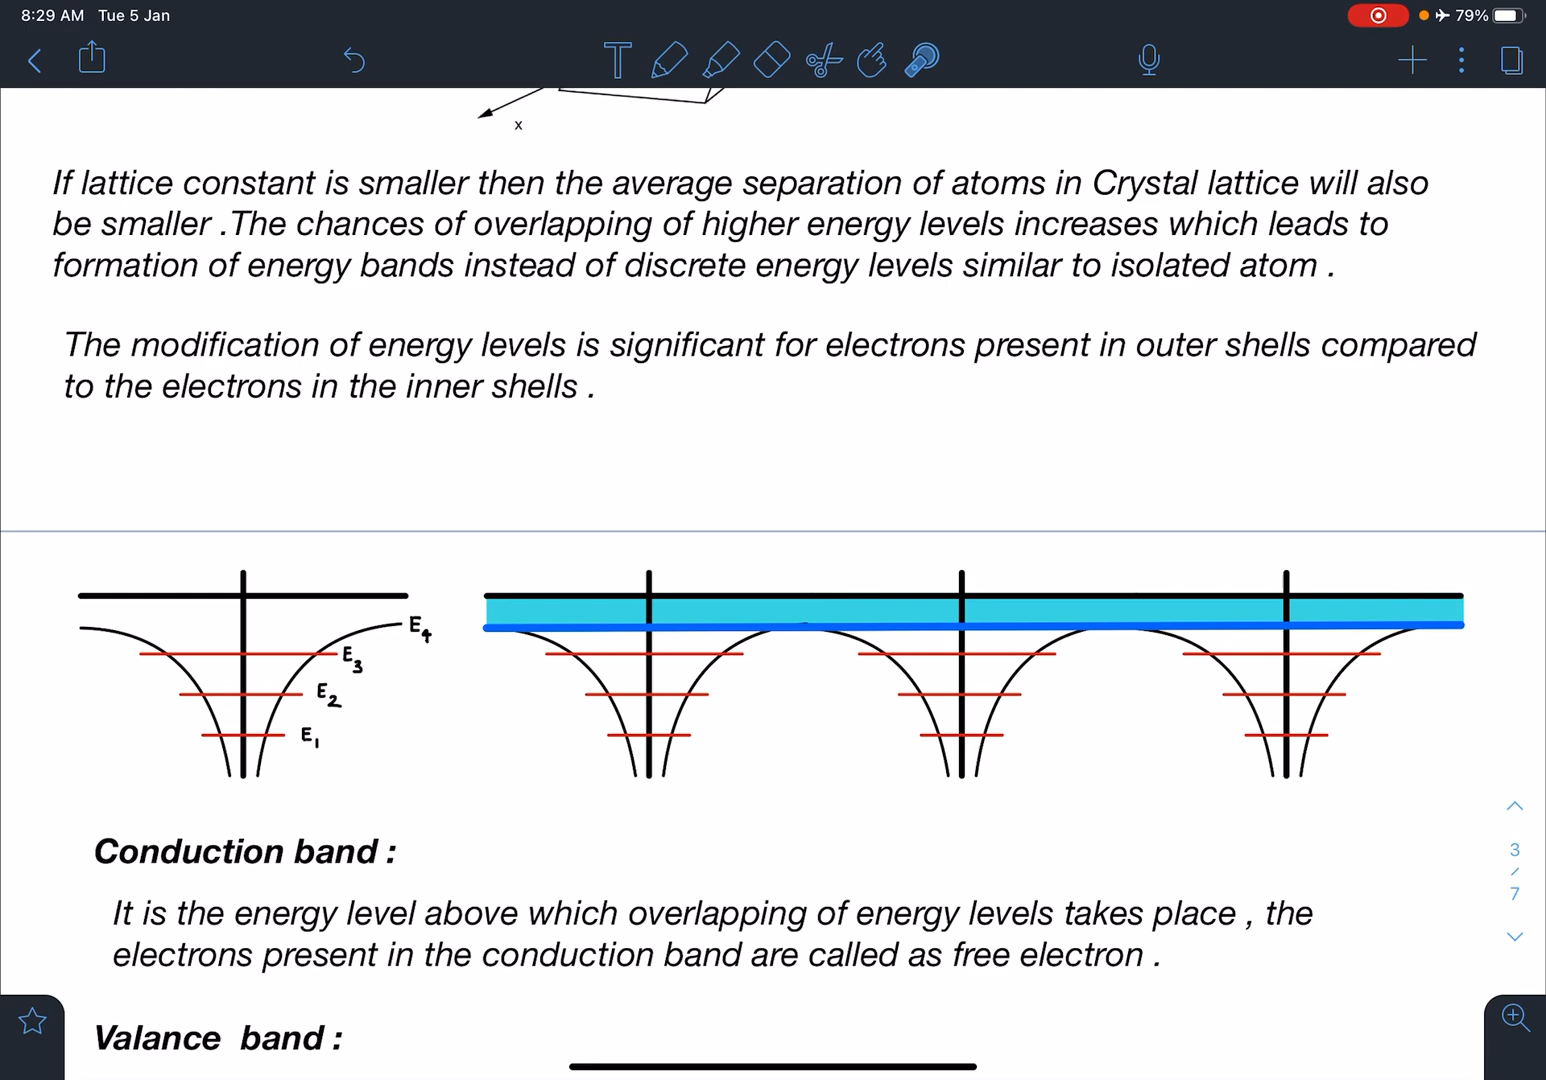 8:29 AM Tue 5 Jan
79%
x
If lattice constant is smaller then the average separation of atoms in Crystal lattice will also
be smaller .The chances of overlapping of higher energy levels increases which leads to
formation of energy bands instead of discrete energy levels similar to isolated atom .
The modification of energy levels is significant for electrons present in outer shells compared
to the electrons in the inner shells .
E4
E3
E2
E1
Conduction band :
It is the energy level above which overlapping of energy levels takes place , the
electrons present in the conduction band are called as free electron .
Valance band :
3
/
7